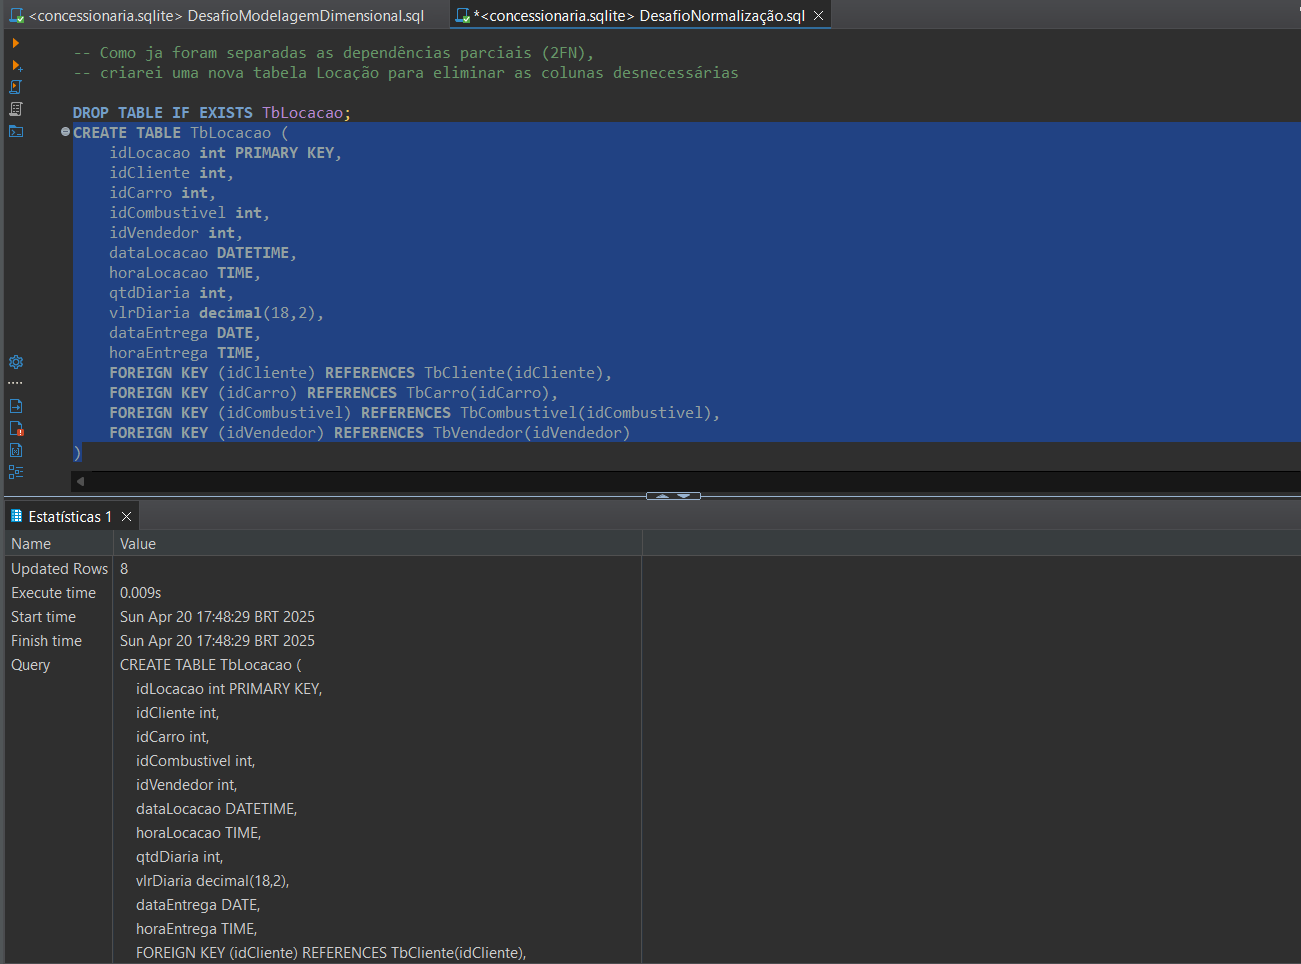 <concessionaria.sqlite> DesafioModelagemDimensional.sql
*<concessionaria.sqlite> DesafioNormalização.sql
-- Como ja foram separadas as dependências parciais (2FN),
-- criarei uma nova tabela Locação para eliminar as colunas desnecessárias
DROP TABLE IF EXISTS TbLocacao;
CREATE TABLE TbLocacao (
idLocacao int PRIMARY KEY,
idCliente int,
idCarro int,
idCombustivel int,
idVendedor int,
dataLocacao DATETIME,
horaLocacao TIME,
qtdDiaria int,
vlrDiaria decimal(18,2),
dataEntrega DATE,
horaEntrega TIME,
FOREIGN KEY (idCliente) REFERENCES TbCliente(idCliente),
FOREIGN KEY (idCarro) REFERENCES TbCarro(idCarro),
FOREIGN KEY (idCombustivel) REFERENCES TbCombustivel(idCombustivel),
FOREIGN KEY (idVendedor) REFERENCES TbVendedor(idVendedor)
)
Estatísticas 1
Name Value
Updated Rows 8
Execute time 0.009s
Start time Sun Apr 20 17:48:29 BRT 2025
Finish time Sun Apr 20 17:48:29 BRT 2025
Query CREATE TABLE TbLocacao (
idLocacao int PRIMARY KEY,
idCliente int,
idCarro int,
idCombustivel int,
idVendedor int,
dataLocacao DATETIME,
horaLocacao TIME,
qtdDiaria int,
vlrDiaria decimal(18,2),
dataEntrega DATE,
horaEntrega TIME,
FOREIGN KEY (idCliente) REFERENCES TbCliente(idCliente),